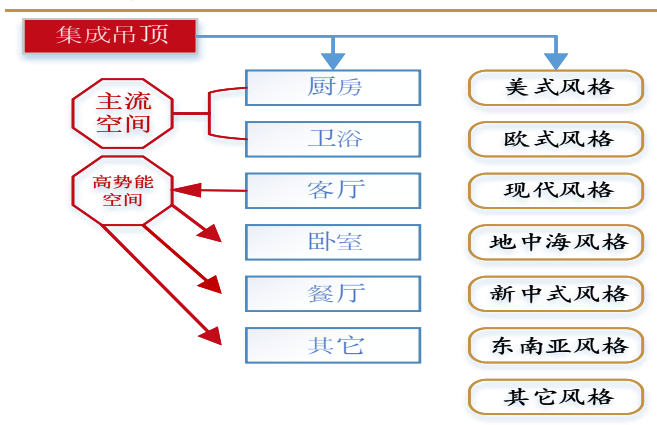 集成吊顶
主流
空间
高势能
空间
厨房
卫浴
客厅
卧室
餐厅
其它
美式风格
欧式风格
现代风格
地中海风格
新中式风格
东南亚风格
其它风格